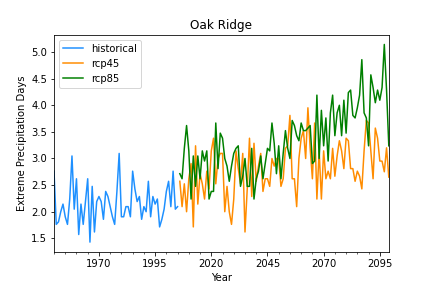 Oak Ridge
historical
rcp45
rcp85
Extreme Precipitation Days
5.0
4.5
4.0
3.5
3.0
2.5
2.0
1.5
1970 1995 2020 2045 2070 2095
Year